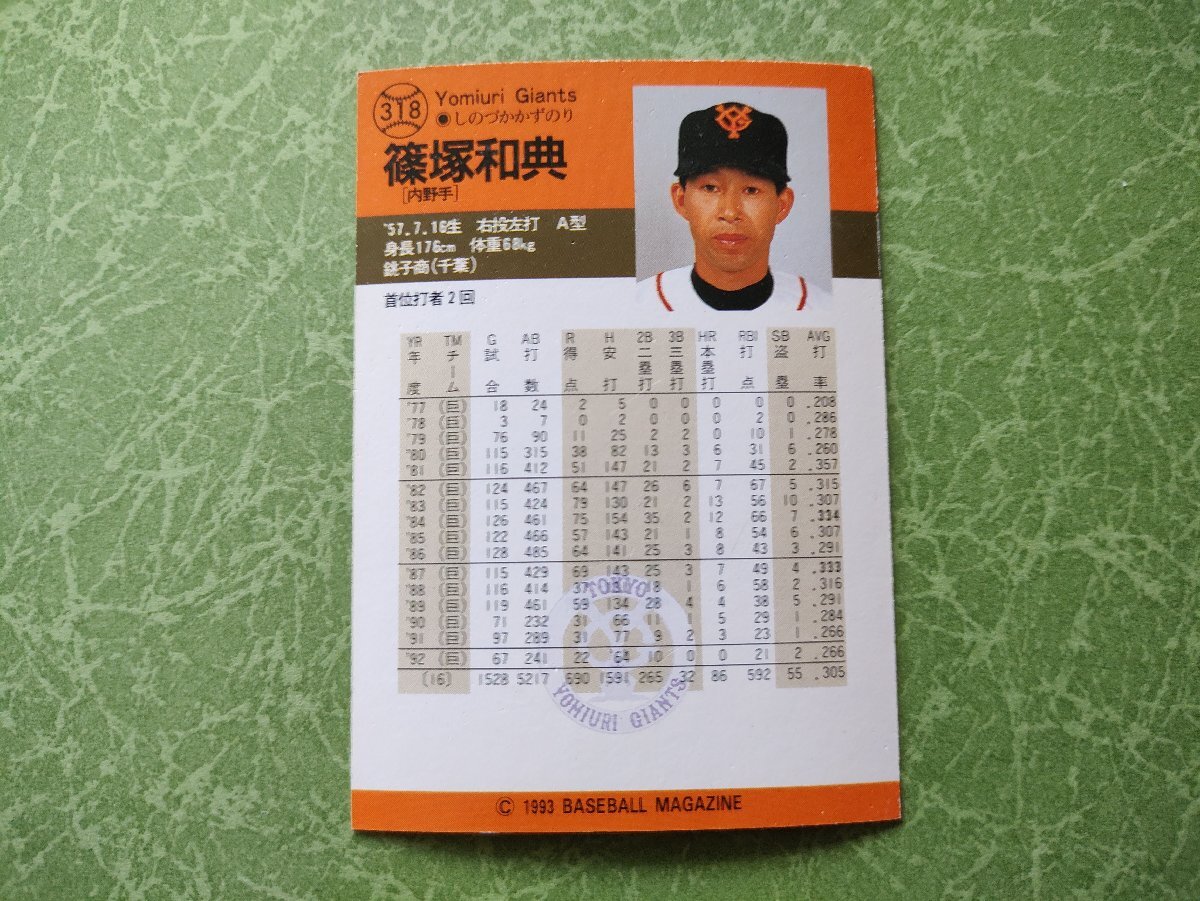 318
Yomiuri Giants
●しのづかかずのり
篠塚和典
[内野手]
'57.7.16生 右投左打 A型
身長176cm 体重68kg
銚子商(千葉)
首位打者2回
YR TM G AB R H 2B 3B HR RBI SB AVG
年度 チーム 試合 打数 得点 安打 二塁打 三塁打 本塁打 打点 盗塁 打率
'77 (巨) 18 24 2 5 0 0 0 0 0 .208
'78 (巨) 3 7 0 2 0 0 0 2 0 .286
'79 (巨) 76 90 11 25 2 2 0 10 1 .278
'80 (巨) 115 315 38 82 13 3 6 31 6 .260
'81 (巨) 116 412 51 147 21 2 7 45 2 .357
'82 (巨) 124 467 64 147 26 6 7 67 5 .315
'83 (巨) 115 424 79 130 21 2 13 56 10 .307
'84 (巨) 126 461 75 154 35 2 12 66 7 .334
'85 (巨) 122 466 57 143 21 1 8 54 6 .307
'86 (巨) 128 485 64 141 25 3 8 43 3 .291
'87 (巨) 115 429 69 143 25 3 7 49 4 .333
'88 (巨) 116 414 37 18 1 6 58 2 .316
'89 (巨) 119 461 59 134 28 4 4 38 5 .291
'90 (巨) 71 232 31 66 11 1 5 29 1 .284
'91 (巨) 97 289 31 77 9 2 3 23 1 .266
'92 (巨) 67 241 22 64 10 0 0 21 2 .266
(16) 1528 5217 690 1591 265 32 86 592 55 .305
TOKYO
YOMIURI GIANTS
© 1993 BASEBALL MAGAZINE